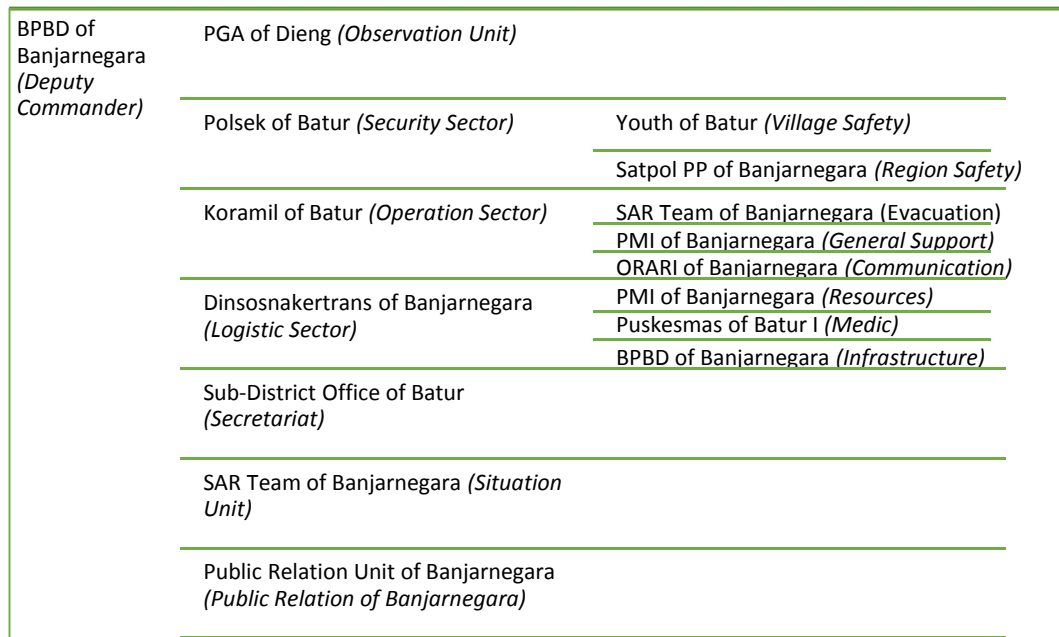 BPBD of
Banjarnegara
(Deputy
Commander)
PGA of Dieng (Observation Unit)
Polsek of Batur (Security Sector)
Youth of Batur (Village Safety)
Satpol PP of Banjarnegara (Region Safety)
Koramil of Batur (Operation Sector)
SAR Team of Banjarnegara (Evacuation)
PMI of Banjarnegara (General Support)
ORARI of Banjarnegara (Communication)
Dinsosnakertrans of Banjarnegara
(Logistic Sector)
PMI of Banjarnegara (Resources)
Puskesmas of Batur I (Medic)
BPBD of Banjarnegara (Infrastructure)
Sub-District Office of Batur
(Secretariat)
SAR Team of Banjarnegara (Situation
Unit)
Public Relation Unit of Banjarnegara
(Public Relation of Banjarnegara)